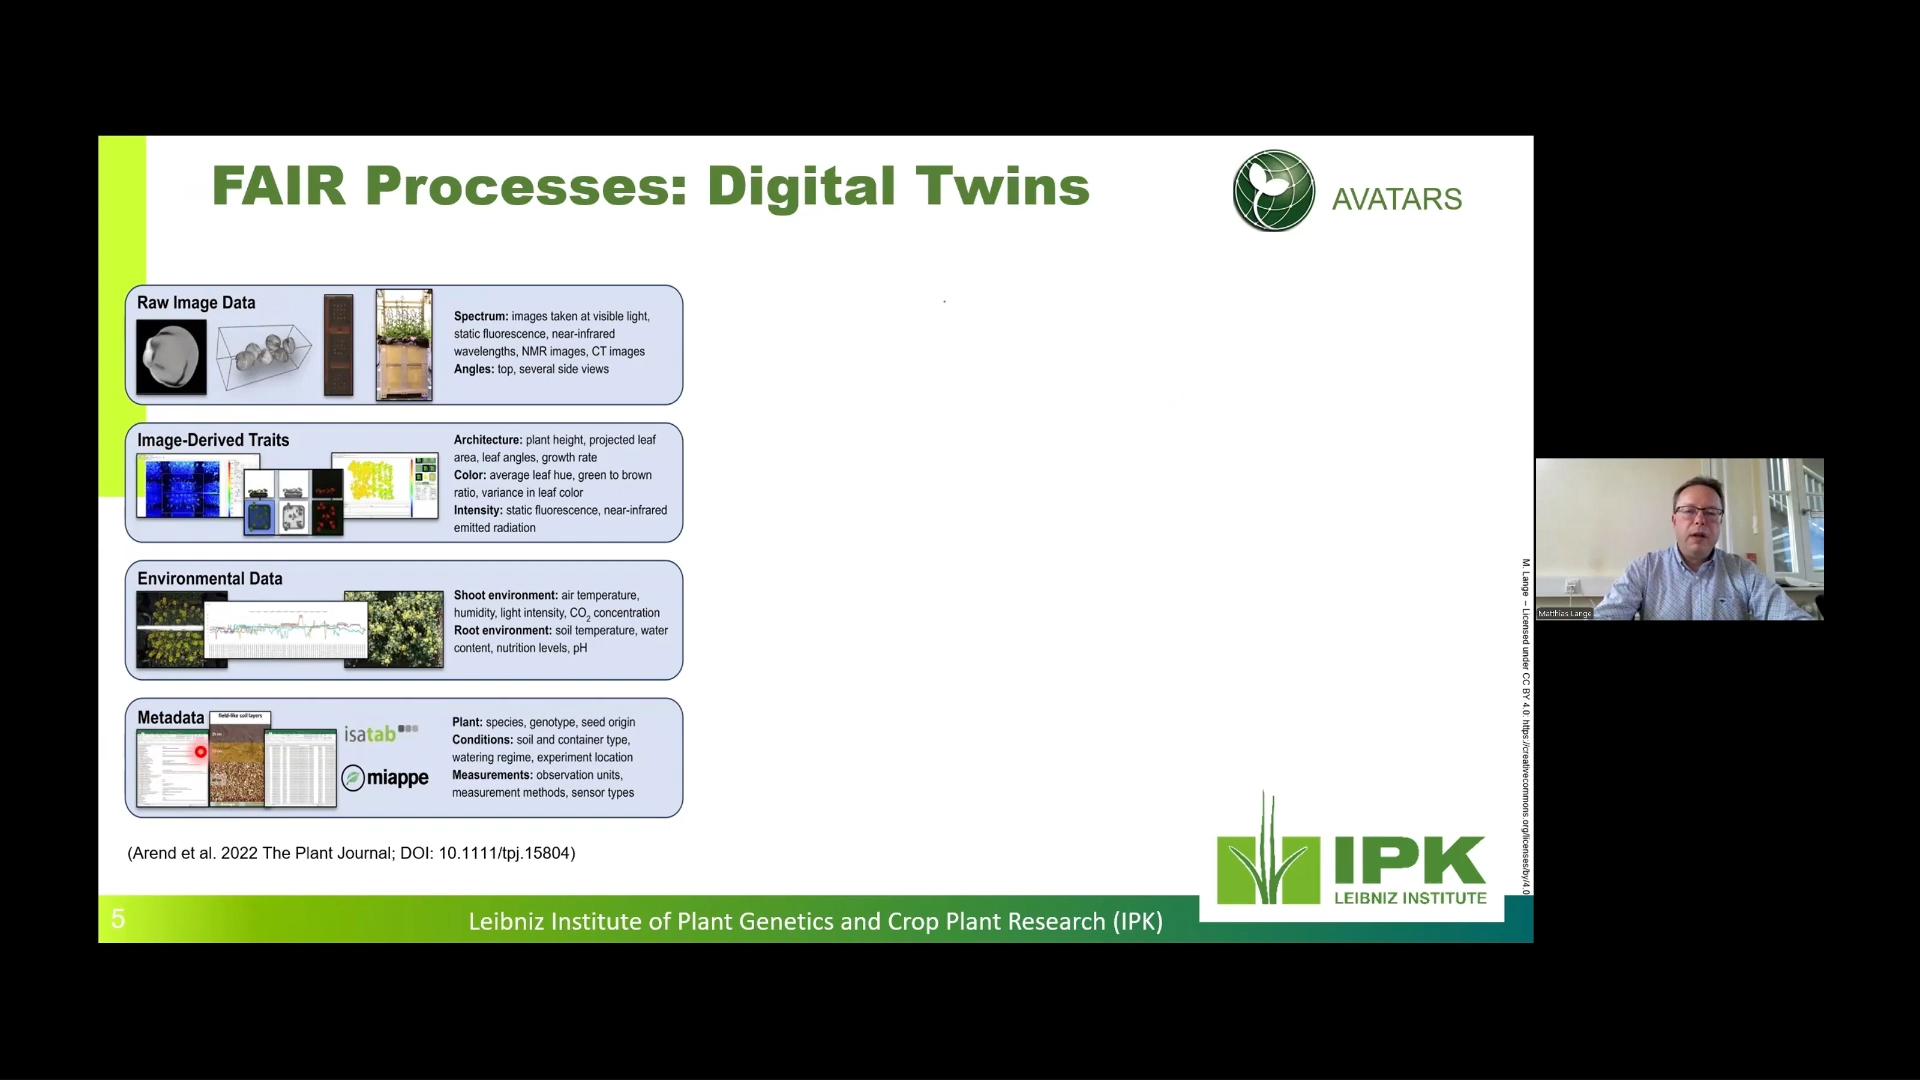 FAIR Processes: Digital Twins
AVATARS
Raw Image Data
Spectrum: images taken at visible light,
static fluorescence, near-infrared
wavelengths, NMR images, CT images
Angles: top, several side views
Image-Derived Traits
Architecture: plant height, projected leaf
area, leaf angles, growth rate
Color: average leaf hue, green to brown
ratio, variance in leaf color
Intensity: static fluorescence, near-infrared
emitted radiation
Environmental Data
Shoot environment: air temperature,
humidity, light intensity, CO2 concentration
Root environment: soil temperature, water
content, nutrition levels, pH
Metadata
field-like soil layers
isatab
miappe
Plant: species, genotype, seed origin
Conditions: soil and container type,
watering regime, experiment location
Measurements: observation units,
measurement methods, sensor types
(Arend et al. 2022 The Plant Journal; DOI: 10.1111/tpj.15804)
M. Lange – Licensed under CC BY 4.0: https://creativecommons.org/licenses/by/4.0
Matthias Lange
IPK
LEIBNIZ INSTITUTE
5
Leibniz Institute of Plant Genetics and Crop Plant Research (IPK)